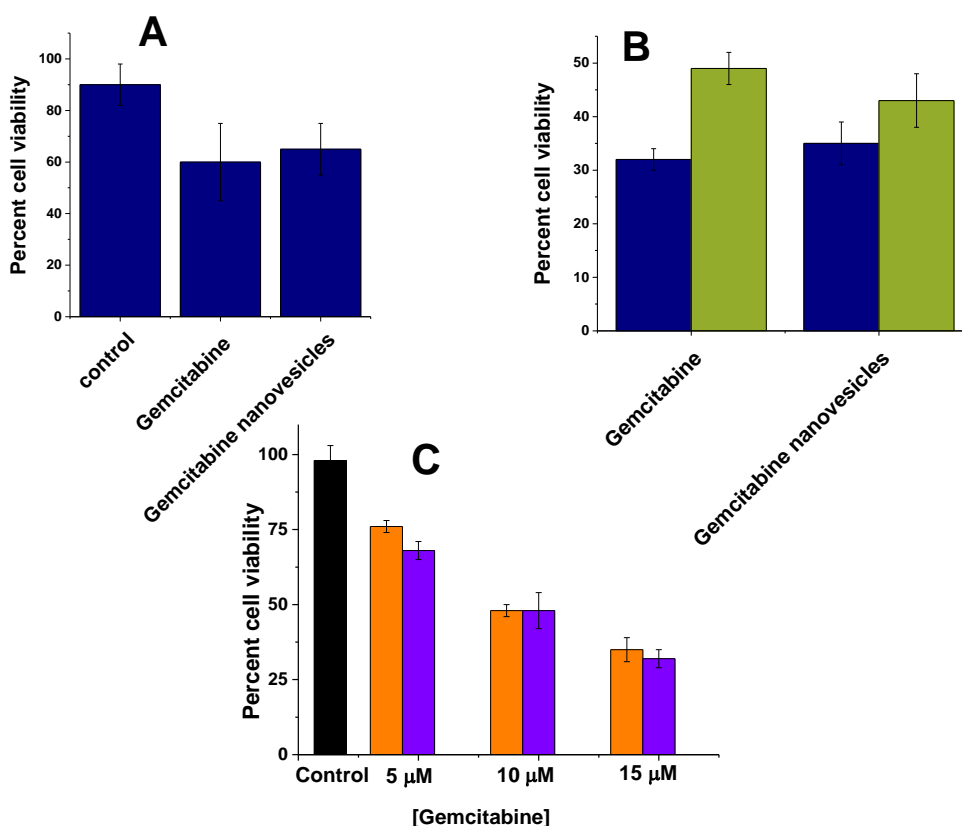 A
Percent cell viability
100
80
60
40
20
0
control
Gemcitabine
Gemcitabine nanovesicles
B
Percent cell viability
50
40
30
20
10
0
Gemcitabine
Gemcitabine nanovesicles
C
Percent cell viability
100
75
50
25
0
Control 5 μM 10 μM 15 μM
[Gemcitabine]